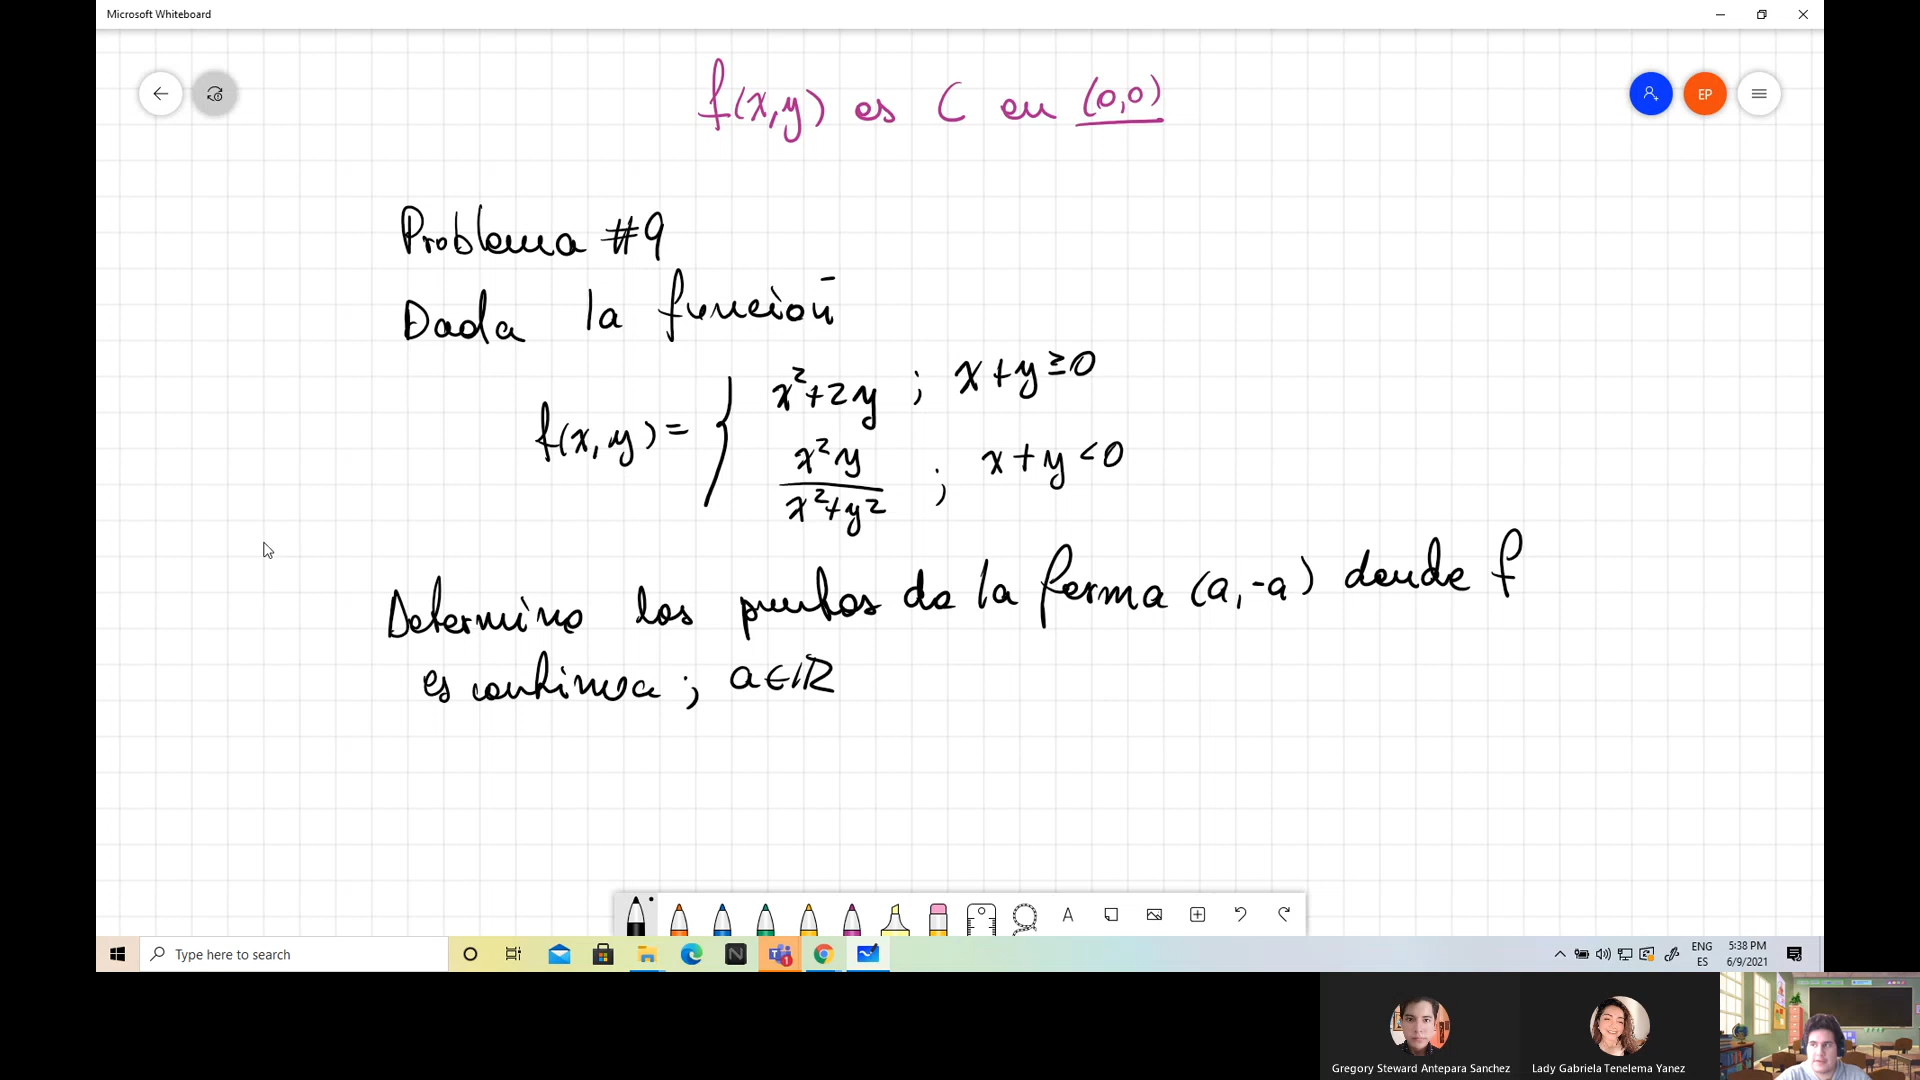 Microsoft Whiteboard
f(x,y) es C en (0,0)
EP
Problema #9
Dada la función
f(x,y) = { x²+2y ; x+y≥0
x²y / x²+y² ; x+y<0
Determine los puntos de la forma (a,-a) donde f
es continua ; a∈ℝ
A
Type here to search
N
1
ENG
ES
5:38 PM
6/9/2021
Gregory Steward Antepara Sanchez
Lady Gabriela Tenelema Yanez